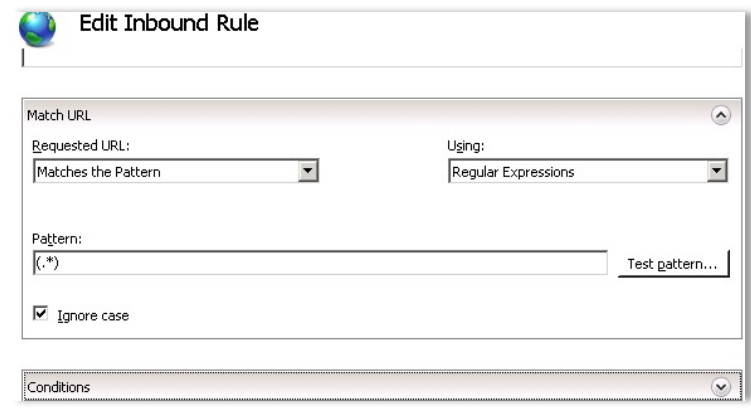 Edit Inbound Rule
Match URL
Requested URL: Using:
Matches the Pattern Regular Expressions
Pattern:
(.*) Test pattern...
Ignore case
Conditions